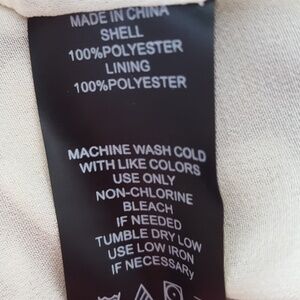 MADE IN CHINA
SHELL
100%POLYESTER
LINING
100%POLYESTER
MACHINE WASH COLD
WITH LIKE COLORS
USE ONLY
NON-CHLORINE
BLEACH
IF NEEDED
TUMBLE DRY LOW
USE LOW IRON
IF NECESSARY